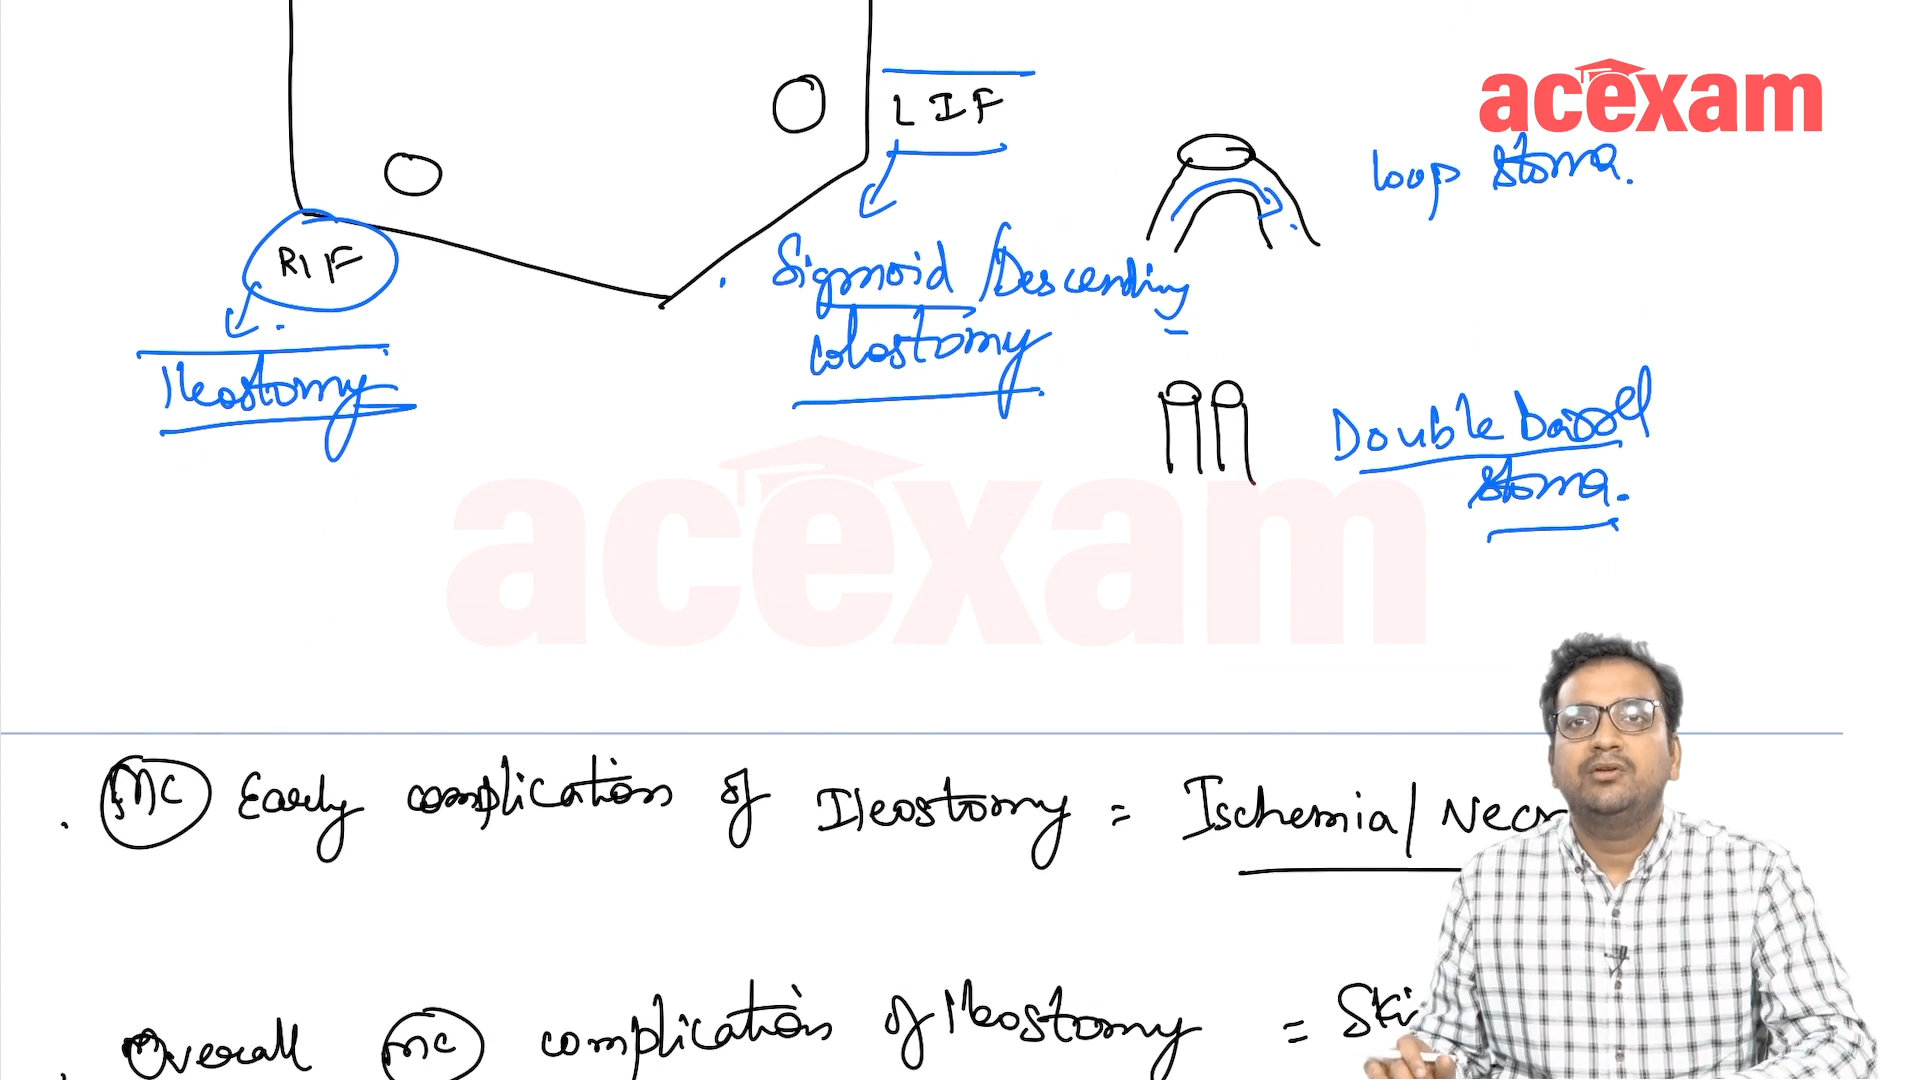 acexam
LIF
loop stoma.
RIF
Sigmoid / Descending
colostomy
Ileostomy
Double barrel
stoma.
acexam
MC Early complication of Ileostomy = Ischemia / Necr
Overall MC complication of Ileostomy = Ski